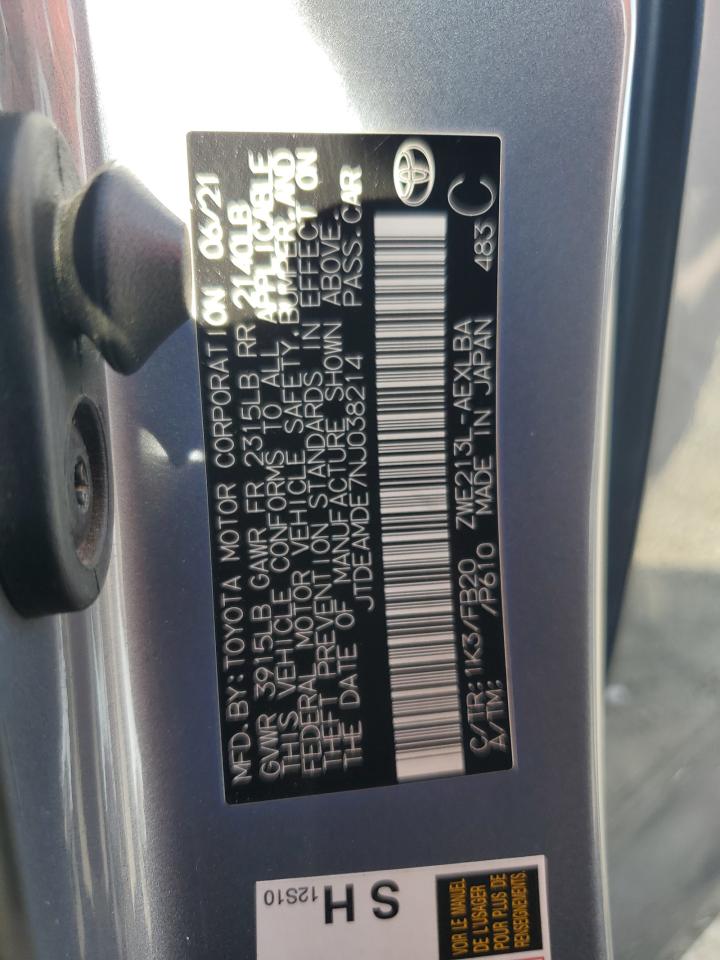 MFD. BY: TOYOTA MOTOR CORPORATION 06/21
GVWR 3915LB GAWR FR 2315LB RR 2140LB
THIS VEHICLE CONFORMS TO ALL APPLICABLE
FEDERAL MOTOR VEHICLE SAFETY, BUMPER, AND
THEFT PREVENTION STANDARDS IN EFFECT ON
THE DATE OF MANUFACTURE SHOWN ABOVE.
JTDEAMDE7NJ038214 PASS. CAR
C/TR: 1K3/FB20 ZWE213L-AEXLBA 483 C
A/TM: /P610 MADE IN JAPAN
SH
12S10
VOIR LE MANUEL
DE L'USAGER
POUR PLUS DE
RENSEIGNEMENTS.